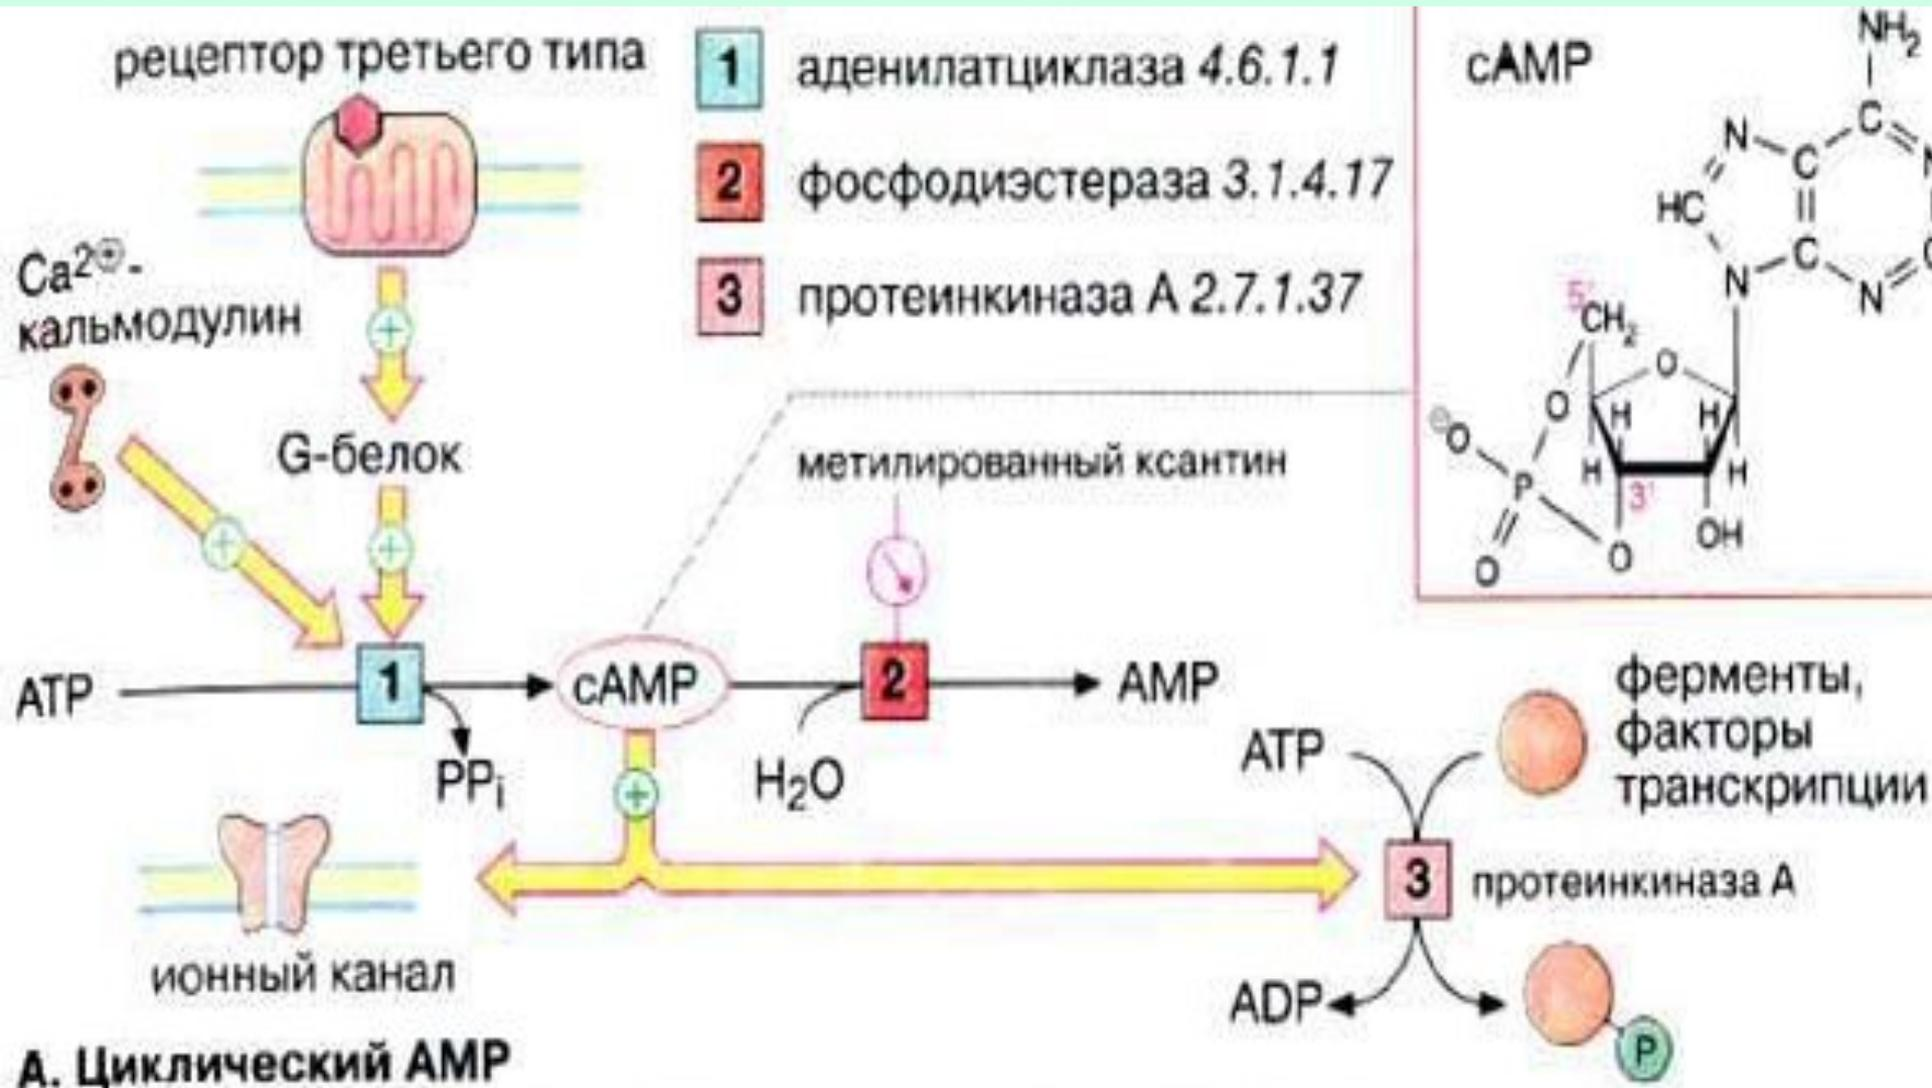 рецептор третьего типа
1 аденилатциклаза 4.6.1.1
2 фосфодиэстераза 3.1.4.17
3 протеинкиназа А 2.7.1.37
cAMP
NH₂
C
N
N
C
HC
C
N
N
5'
CH₂
O
O
H
H
⊖O
P
H
H
3'
O
O
OH
Ca²⊕-
кальмодулин
+
G-белок
+
+
метилированный ксантин
ATP
1
cAMP
2
AMP
PPᵢ
H₂O
+
ATP
ферменты,
факторы
транскрипции
3
протеинкиназа А
ионный канал
ADP
P
А. Циклический АМР